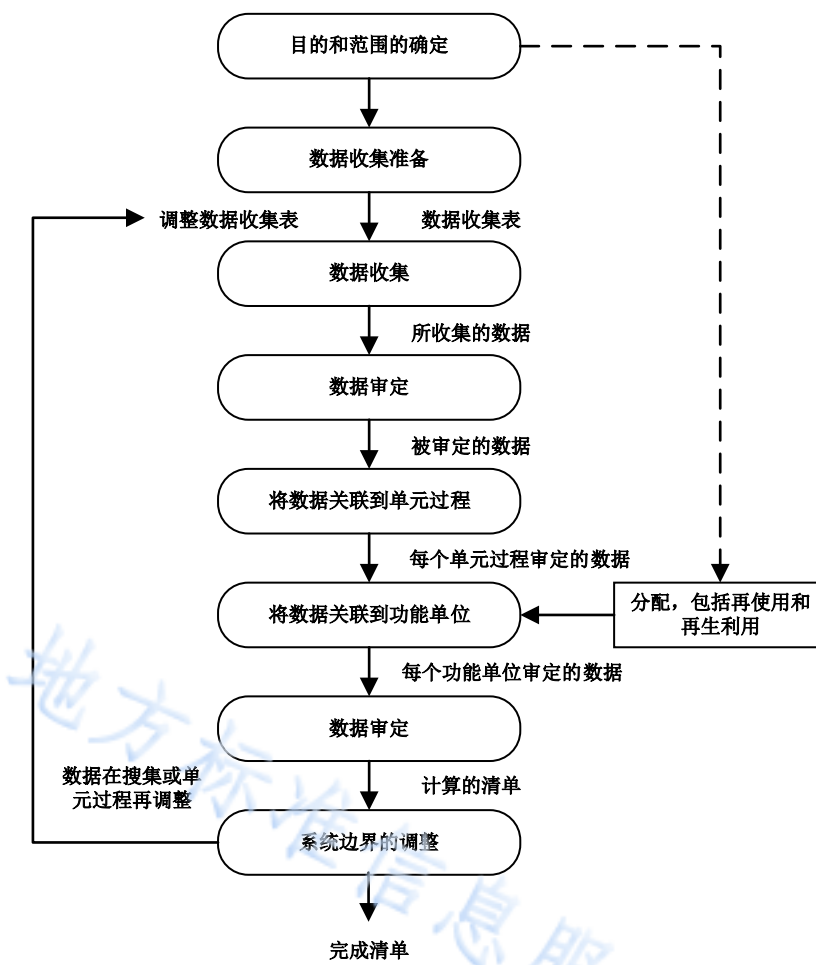 目的和范围的确定
数据收集准备
调整数据收集表
数据收集表
数据收集
所收集的数据
数据审定
被审定的数据
将数据关联到单元过程
每个单元过程审定的数据
将数据关联到功能单位
分配，包括再使用和
再生利用
每个功能单位审定的数据
数据审定
数据在搜集或单
元过程再调整
计算的清单
系统边界的调整
完成清单
地方标准信息服